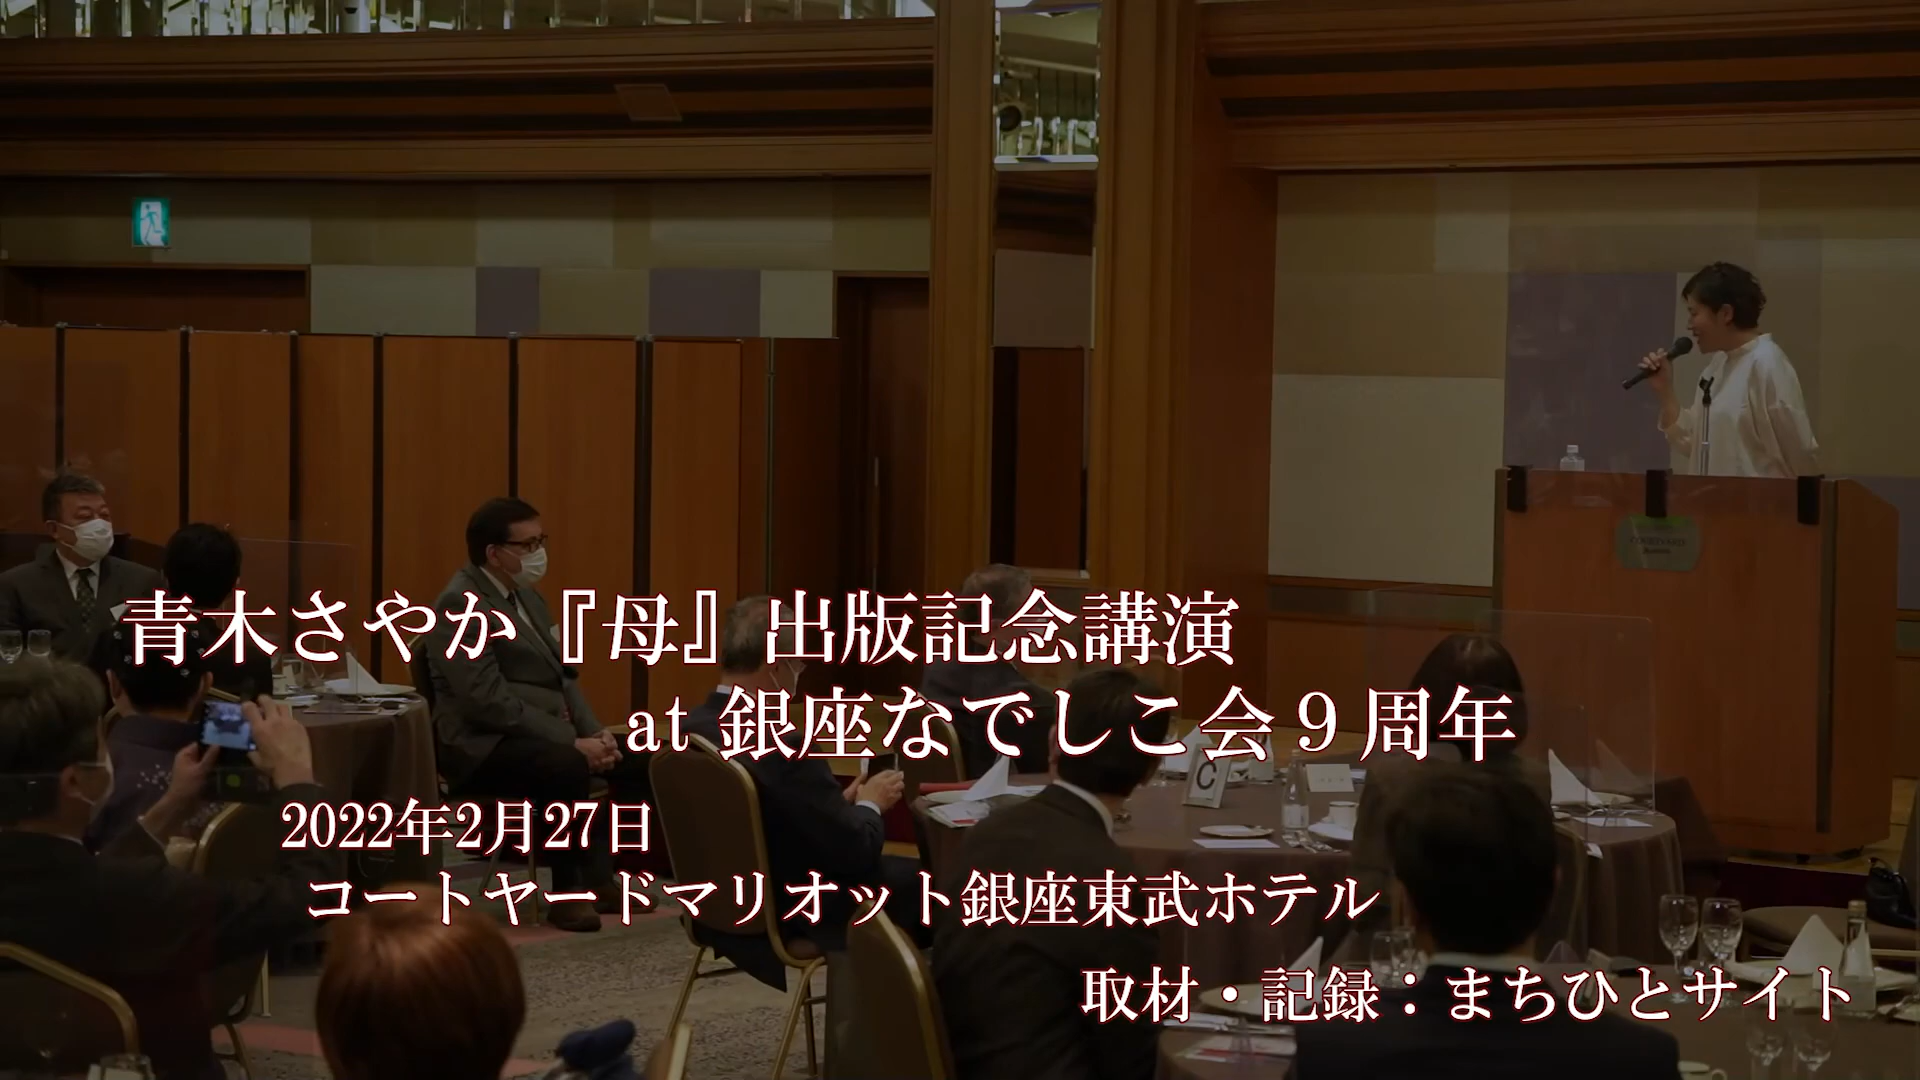 青木さやか『母』出版記念講演
at 銀座なでしこ会９周年
2022年2月27日
コートヤードマリオット銀座東武ホテル
取材・記録：まちひとサイト
COURTYARD
C